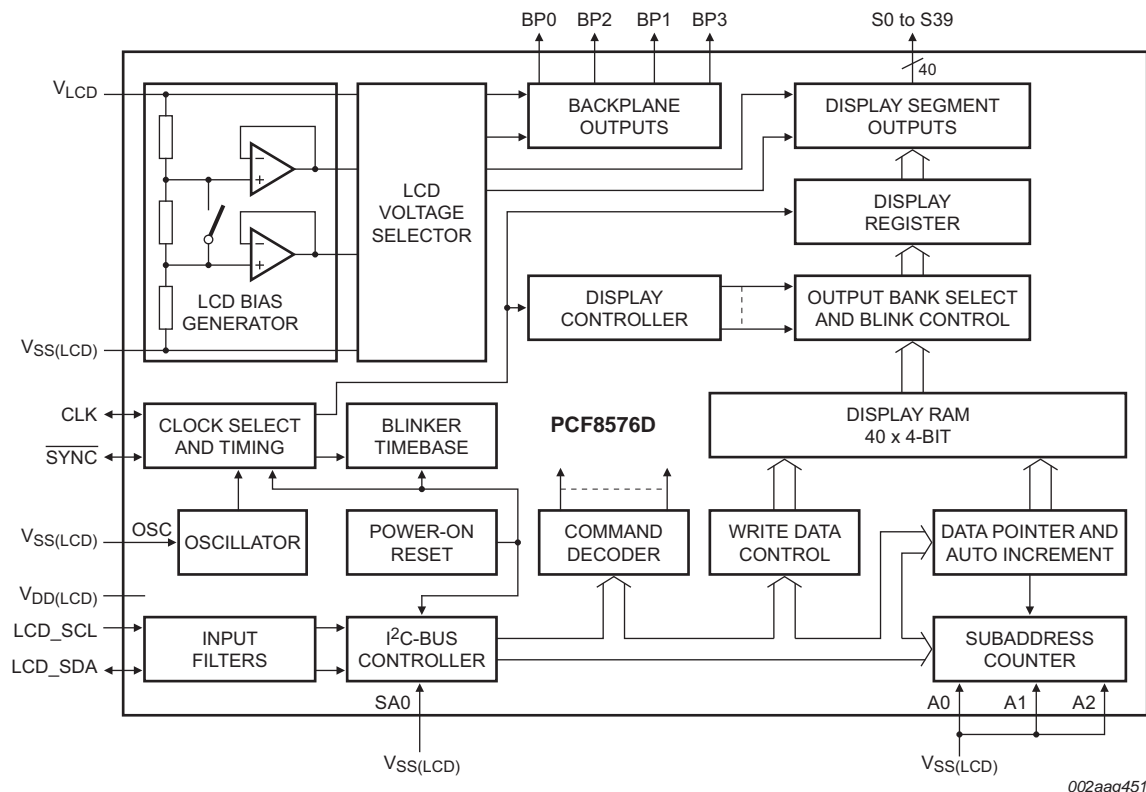 BP0 BP2 BP1 BP3 S0 to S39
40
VLCD
BACKPLANE
OUTPUTS
DISPLAY SEGMENT
OUTPUTS
LCD
VOLTAGE
SELECTOR
DISPLAY
REGISTER
LCD BIAS
GENERATOR
DISPLAY
CONTROLLER
OUTPUT BANK SELECT
AND BLINK CONTROL
VSS(LCD)
CLK
SYNC
CLOCK SELECT
AND TIMING
BLINKER
TIMEBASE
PCF8576D
DISPLAY RAM
40 x 4-BIT
VSS(LCD)
OSC
OSCILLATOR
POWER-ON
RESET
COMMAND
DECODER
WRITE DATA
CONTROL
DATA POINTER AND
AUTO INCREMENT
VDD(LCD)
LCD_SCL
LCD_SDA
INPUT
FILTERS
I2C-BUS
CONTROLLER
SUBADDRESS
COUNTER
SA0
A0 A1 A2
VSS(LCD)
VSS(LCD)
002aag451